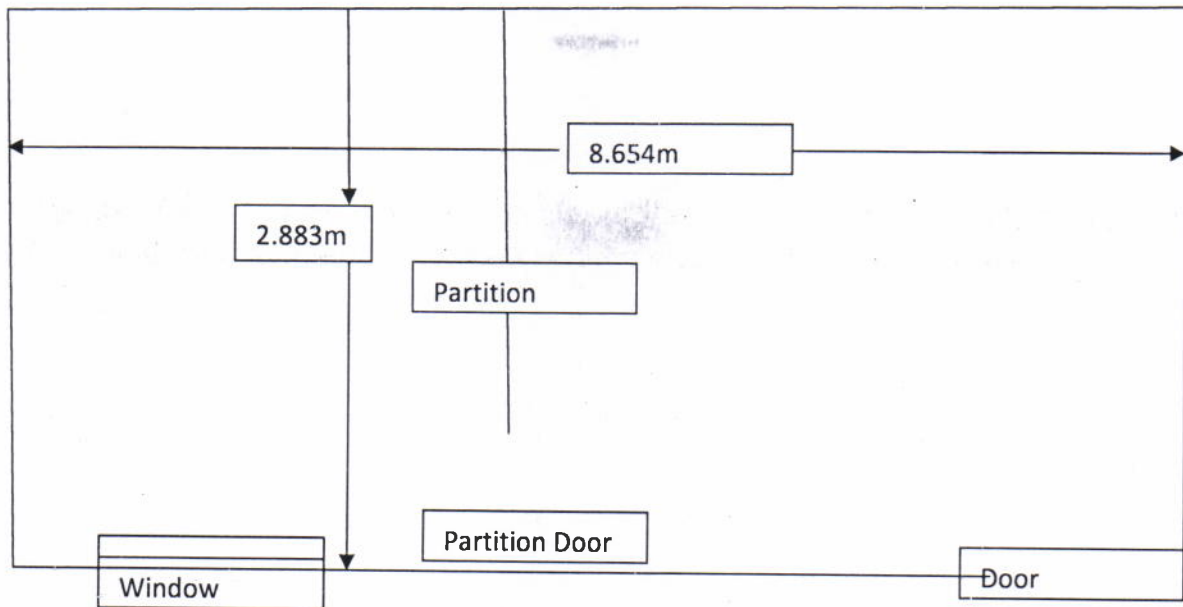 8.654m
2.883m
Partition
Partition Door
Window
Door